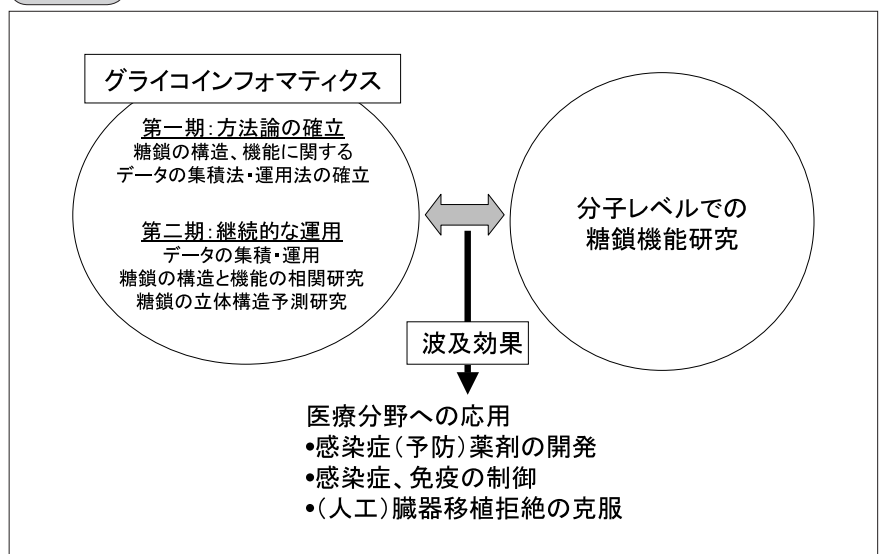 グライコインフォマティクス
第一期:方法論の確立
糖鎖の構造、機能に関する
データの集積法・運用法の確立
第二期:継続的な運用
データの集積・運用
糖鎖の構造と機能の相関研究
糖鎖の立体構造予測研究
分子レベルでの
糖鎖機能研究
波及効果
医療分野への応用
•感染症(予防)薬剤の開発
•感染症、免疫の制御
•(人工)臓器移植拒絶の克服